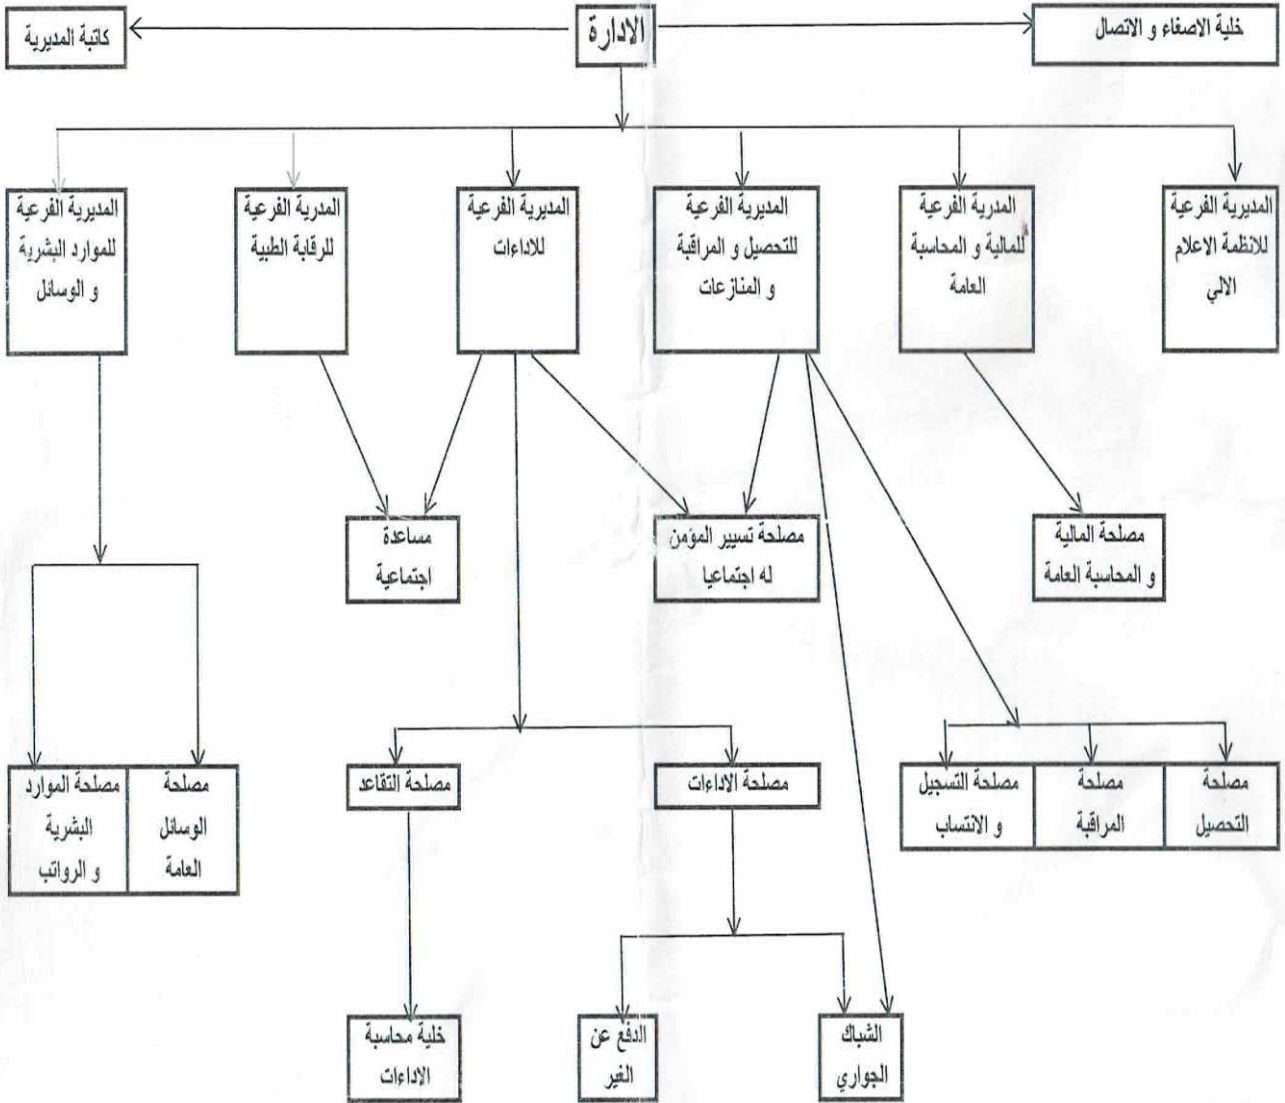 خلية الاصغاء و الاتصال
الادارة
كاتبة المديرية
المديرية الفرعية
للانظمة الإعلام
الالي
المدرية الفرعية
للمالية و المحاسبة
العامة
المديرية الفرعية
للتحصيل و المراقبة
و المنازعات
المديرية الفرعية
للاداءات
المدرية الفرعية
للرقابة الطبية
المديرية الفرعية
للموارد البشرية
و الوسائل
مصلحة المالية
و المحاسبة العامة
مصلحة تسيير المؤمن
له اجتماعيا
مساعدة
اجتماعية
مصلحة
التحصيل
مصلحة
المراقبة
مصلحة التسجيل
و الانتساب
مصلحة الاداءات
مصلحة التقاعد
مصلحة
الوسائل
العامة
مصلحة الموارد
البشرية
و الرواتب
الشباك
الجواري
الدفع عن
الغير
خلية محاسبة
الاداءات